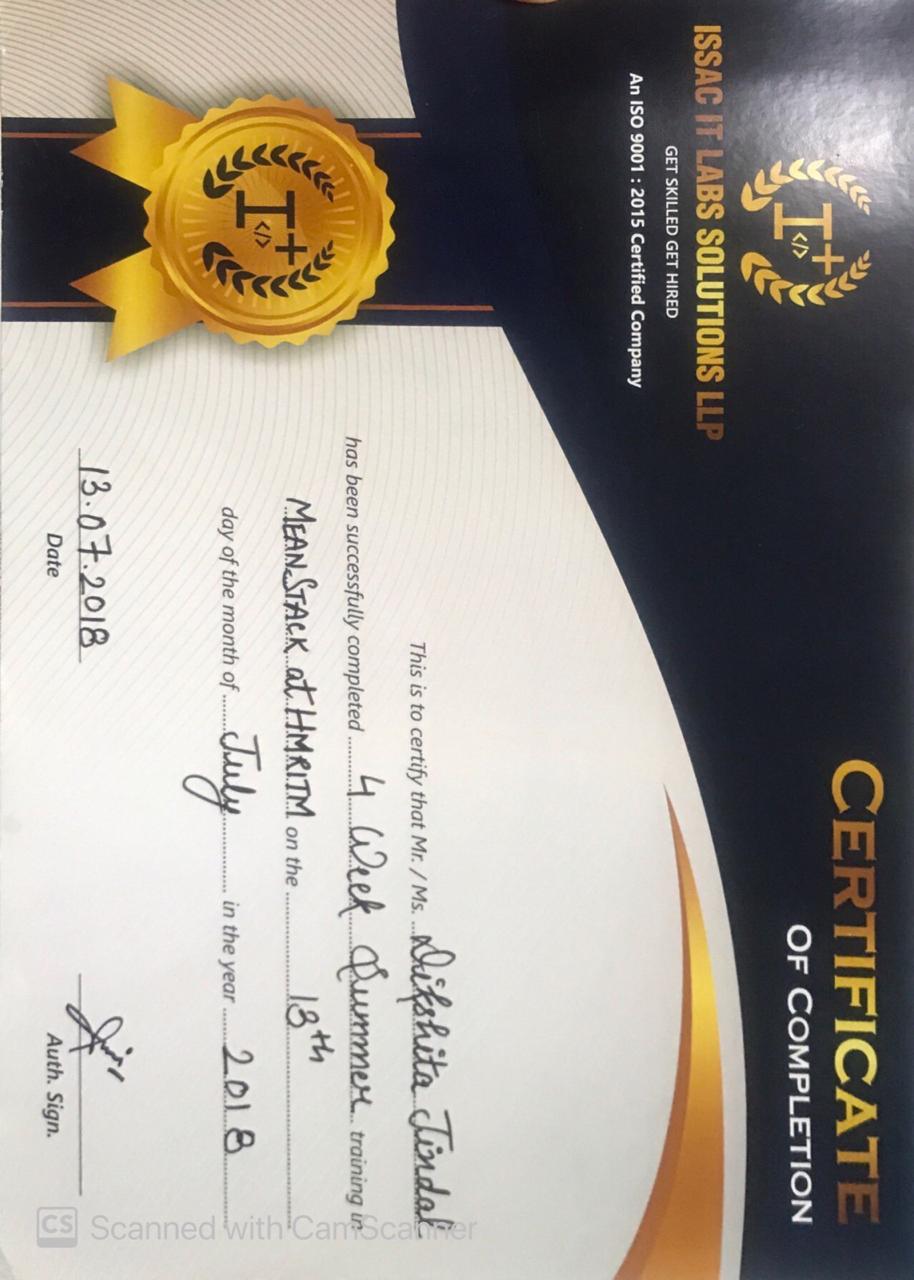 I+
</>
ISSAC IT LABS SOLUTIONS LLP
GET SKILLED GET HIRED
An ISO 9001 : 2015 Certified Company
CERTIFICATE
OF COMPLETION
This is to certify that Mr. / Ms. Dikshita Jindal
has been successfully completed 4 Week Summer training in
MEAN STACK at HMRITM on the 13th
day of the month of July in the year 2018
I+
</>
13.07.2018
Date
Auth. Sign.
CS Scanned with CamScanner